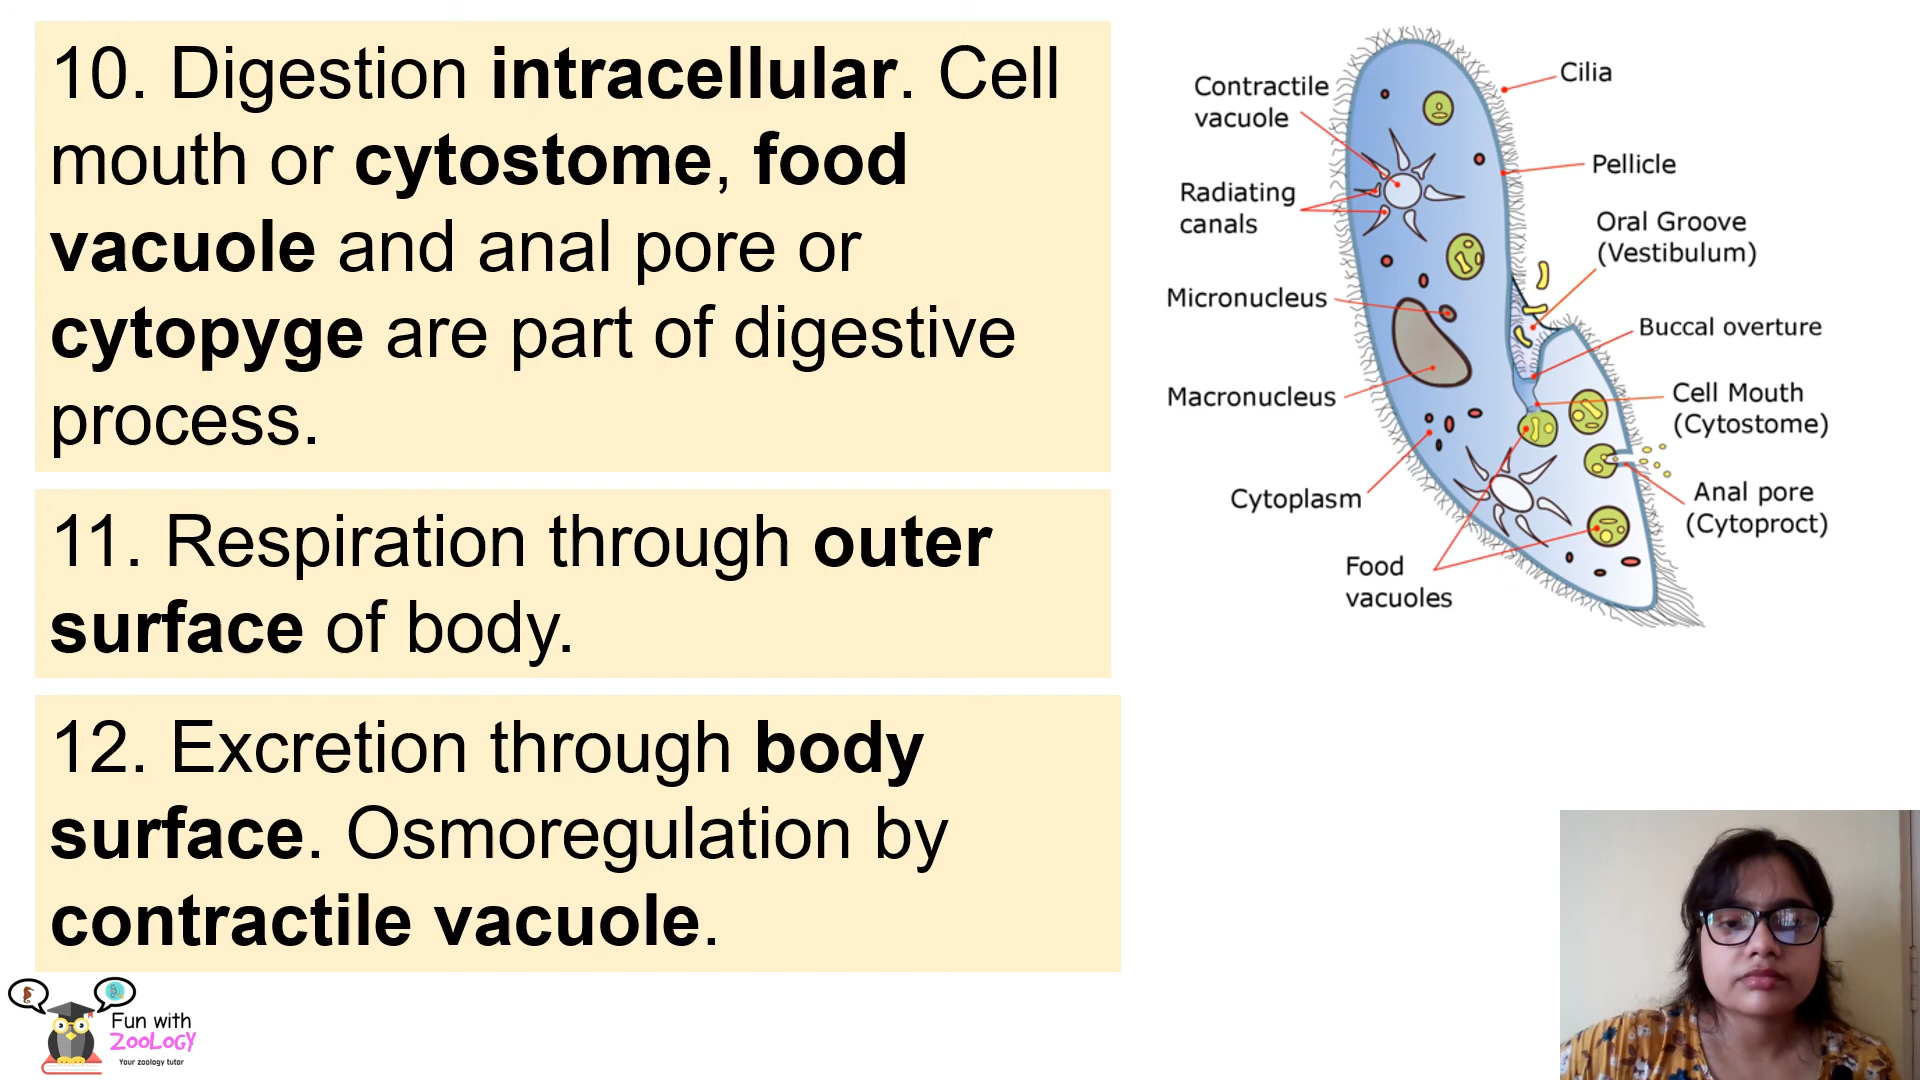 10. Digestion intracellular. Cell
mouth or cytostome, food
vacuole and anal pore or
cytopyge are part of digestive
process.
11. Respiration through outer
surface of body.
12. Excretion through body
surface. Osmoregulation by
contractile vacuole.
Contractile
vacuole
Radiating
canals
Micronucleus
Macronucleus
Cytoplasm
Food
vacuoles
Cilia
Pellicle
Oral Groove
(Vestibulum)
Buccal overture
Cell Mouth
(Cytostome)
Anal pore
(Cytoproct)
Fun with
ZOOLOGY
Your zoology tutor